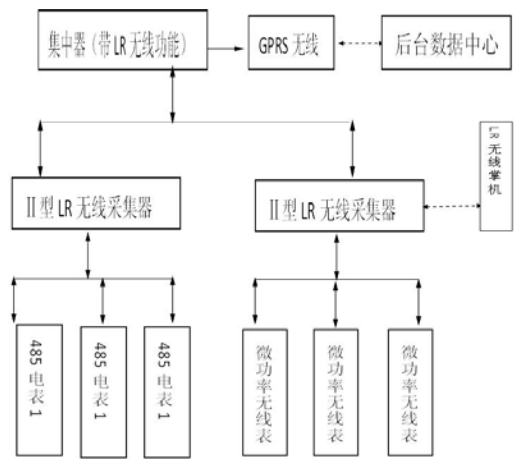 集中器（带LR无线功能）
GPRS无线
后台数据中心
LR无线掌机
II型LR无线采集器
II型LR无线采集器
485电表1
485电表1
485电表1
微功率无线表
微功率无线表
微功率无线表